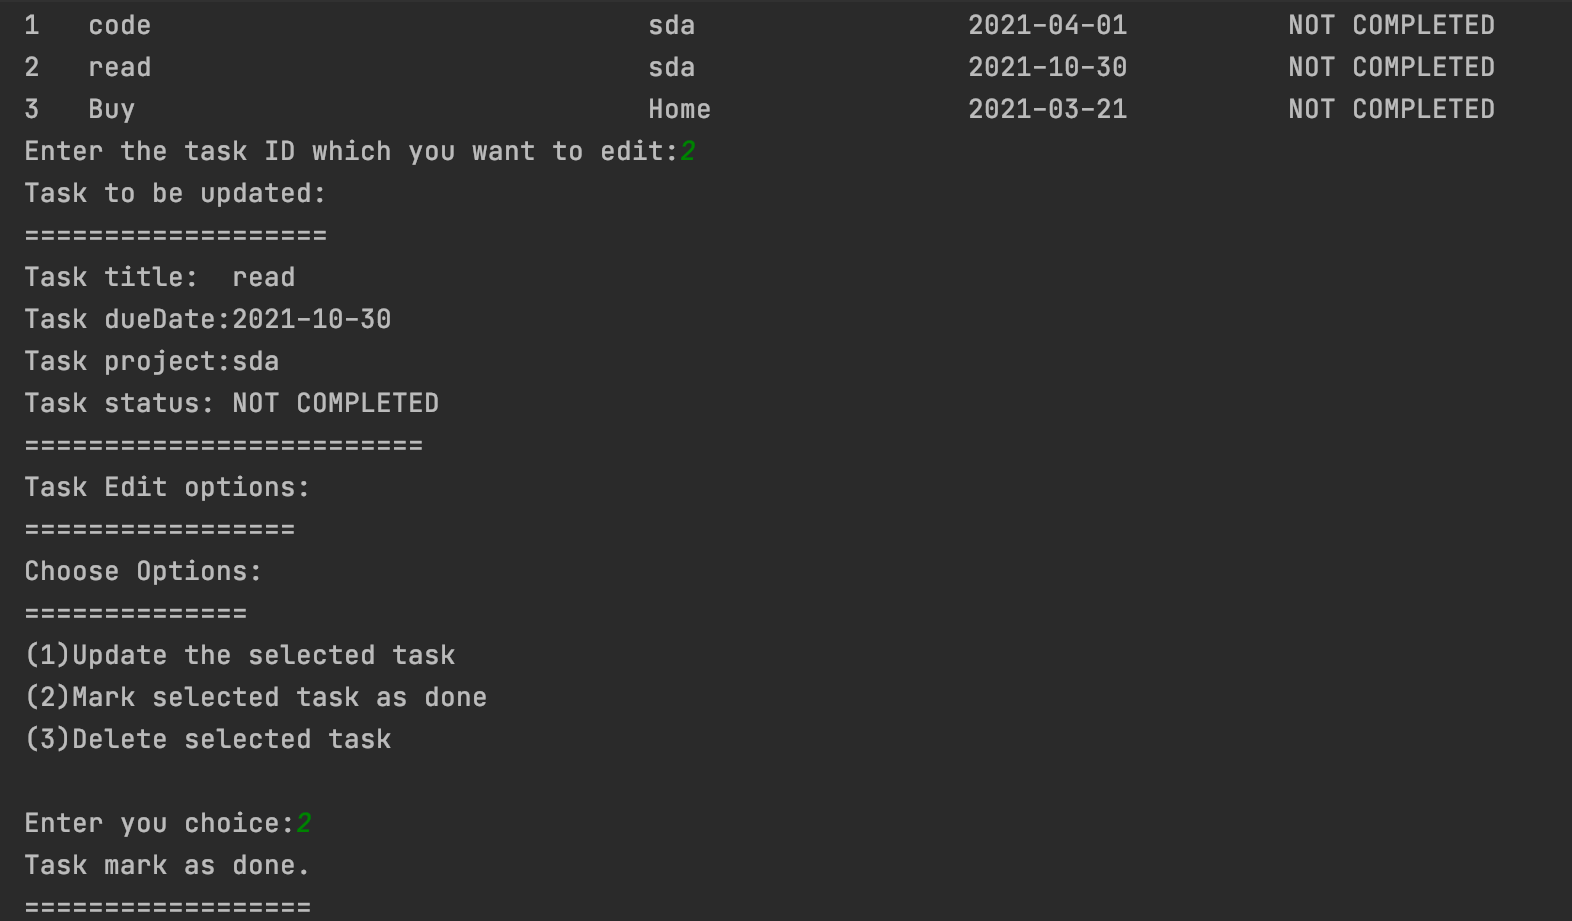 1   code                               sda                 2021-04-01          NOT COMPLETED
2   read                               sda                 2021-10-30          NOT COMPLETED
3   Buy                                Home                2021-03-21          NOT COMPLETED
Enter the task ID which you want to edit:2
Task to be updated:
===================
Task title:  read
Task dueDate:2021-10-30
Task project:sda
Task status: NOT COMPLETED
=========================
Task Edit options:
=================
Choose Options:
==============
(1)Update the selected task
(2)Mark selected task as done
(3)Delete selected task
Enter you choice:2
Task mark as done.
==================